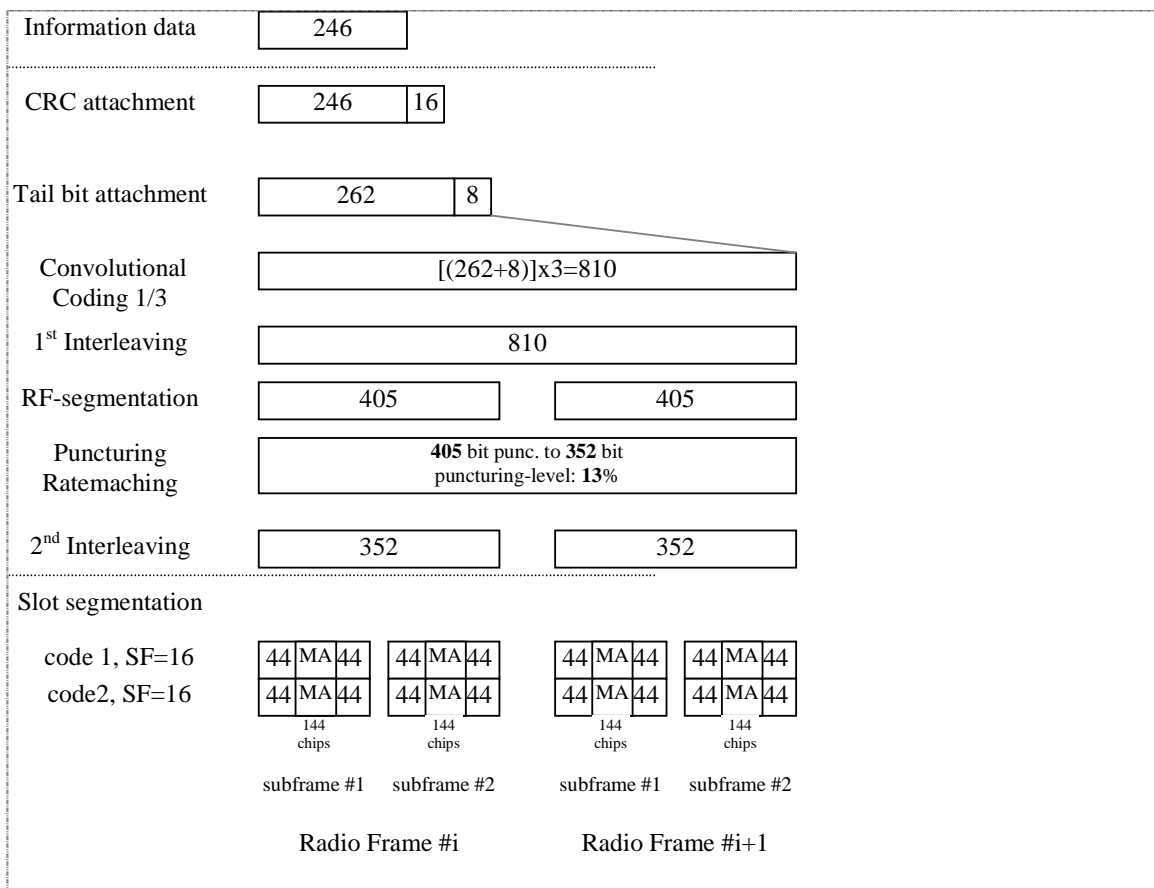 Information data 246
CRC attachment 246 16
Tail bit attachment 262 8
Convolutional
Coding 1/3
[(262+8)]x3=810
1st Interleaving 810
RF-segmentation 405 405
Puncturing
Ratemaching
405 bit punc. to 352 bit
puncturing-level: 13%
2nd Interleaving 352 352
Slot segmentation
code 1, SF=16 44 MA 44 44 MA 44 44 MA 44 44 MA 44
code2, SF=16 44 MA 44 44 MA 44 44 MA 44 44 MA 44
144 144 144 144
chips chips chips chips
subframe #1 subframe #2 subframe #1 subframe #2
Radio Frame #i Radio Frame #i+1